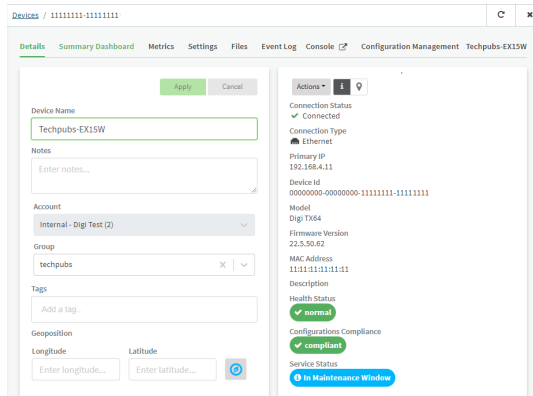 Devices / 11111111-11111111
Details Summary Dashboard Metrics Settings Files Event Log Console Configuration Management Techpubs-EX15W
Apply Cancel
Device Name
Techpubs-EX15W
Notes
Enter notes...
Account
Internal - Digi Test (2)
Group
techpubs
Tags
Add a tag..
Geoposition
Longitude Latitude
Enter longitude... Enter latitude...
Actions
Connection Status
Connected
Connection Type
Ethernet
Primary IP
192.168.4.11
Device Id
00000000-00000000-11111111-11111111
Model
Digi TX64
Firmware Version
22.5.50.62
MAC Address
11:11:11:11:11:11
Description
Health Status
normal
Configurations Compliance
compliant
Service Status
In Maintenance Window